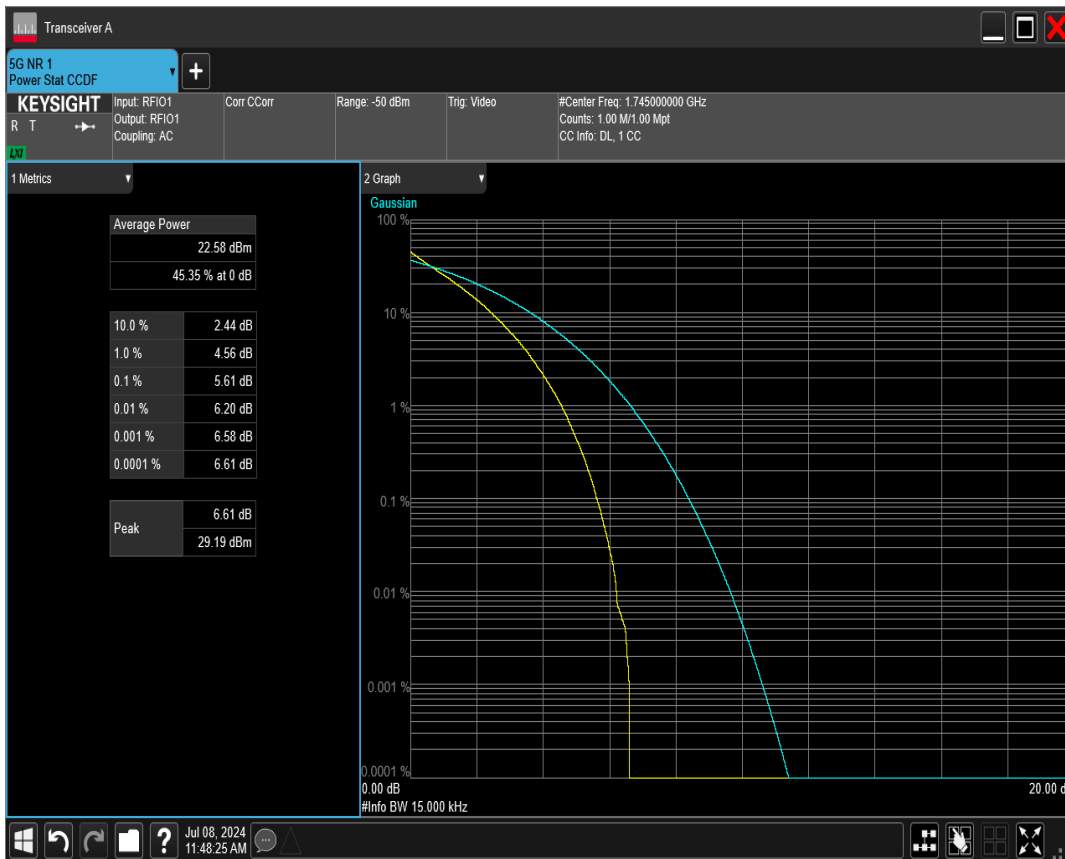 Transceiver A
5G NR 1
Power Stat CCDF
KEYSIGHT
R T
LXI
Input: RFIO1
Output: RFIO1
Coupling: AC
Corr CCorr
Range: -50 dBm
Trig: Video
#Center Freq: 1.745000000 GHz
Counts: 1.00 M/1.00 Mpt
CC Info: DL, 1 CC
1 Metrics
Average Power
22.58 dBm
45.35 % at 0 dB
10.0 % 2.44 dB
1.0 % 4.56 dB
0.1 % 5.61 dB
0.01 % 6.20 dB
0.001 % 6.58 dB
0.0001 % 6.61 dB
Peak
6.61 dB
29.19 dBm
2 Graph
Gaussian
100 %
10 %
1 %
0.1 %
0.01 %
0.001 %
0.0001 %
0.00 dB 20.00 d
#Info BW 15.000 kHz
?
Jul 08, 2024
11:48:25 AM